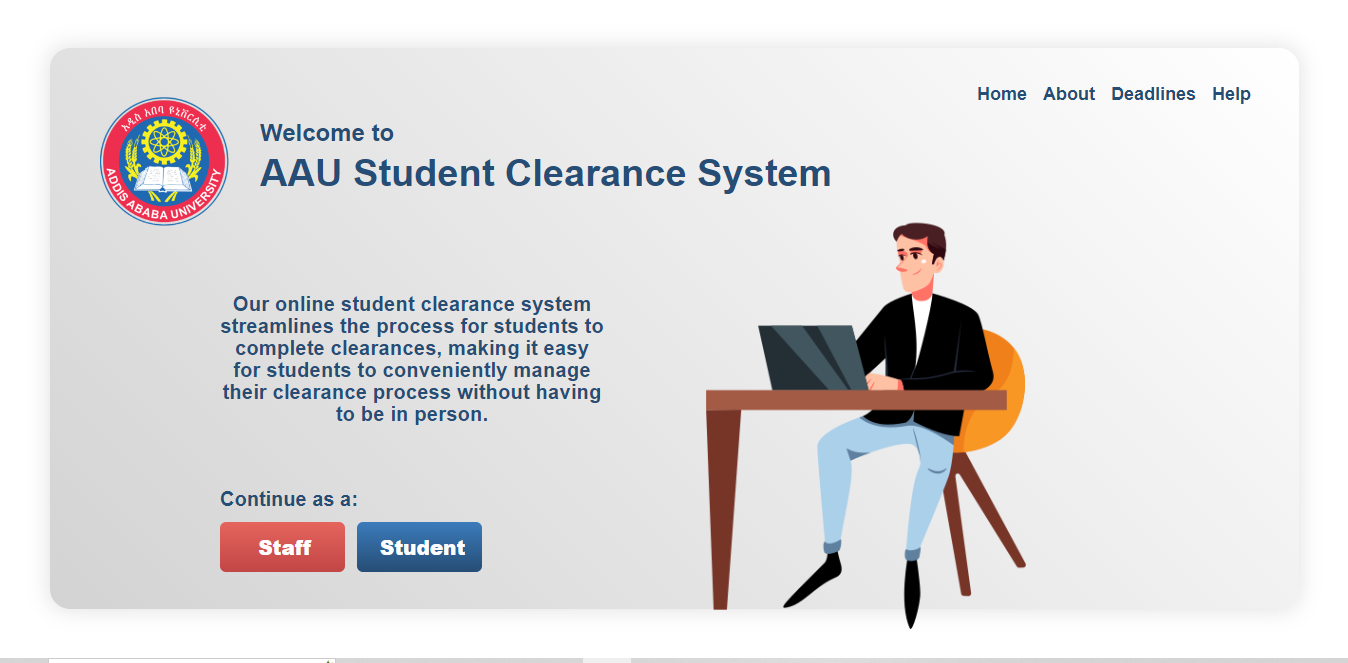 Home About Deadlines Help
አዲስ አበባ ዩኒቨርሲቲ
ADDIS ABABA UNIVERSITY
Welcome to
AAU Student Clearance System
Our online student clearance system
streamlines the process for students to
complete clearances, making it easy
for students to conveniently manage
their clearance process without having
to be in person.
Continue as a:
Staff Student